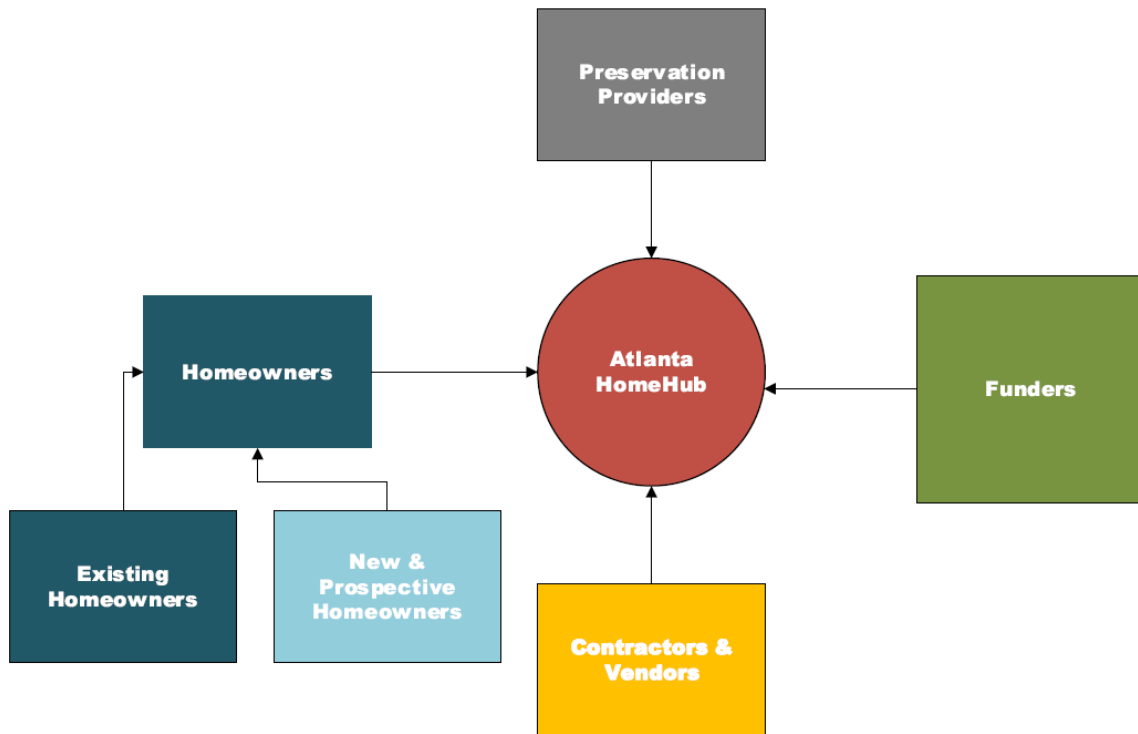 Preservation
Providers
Homeowners
Atlanta
HomeHub
Funders
Existing
Homeowners
New &
Prospective
Homeowners
Contractors &
Vendors